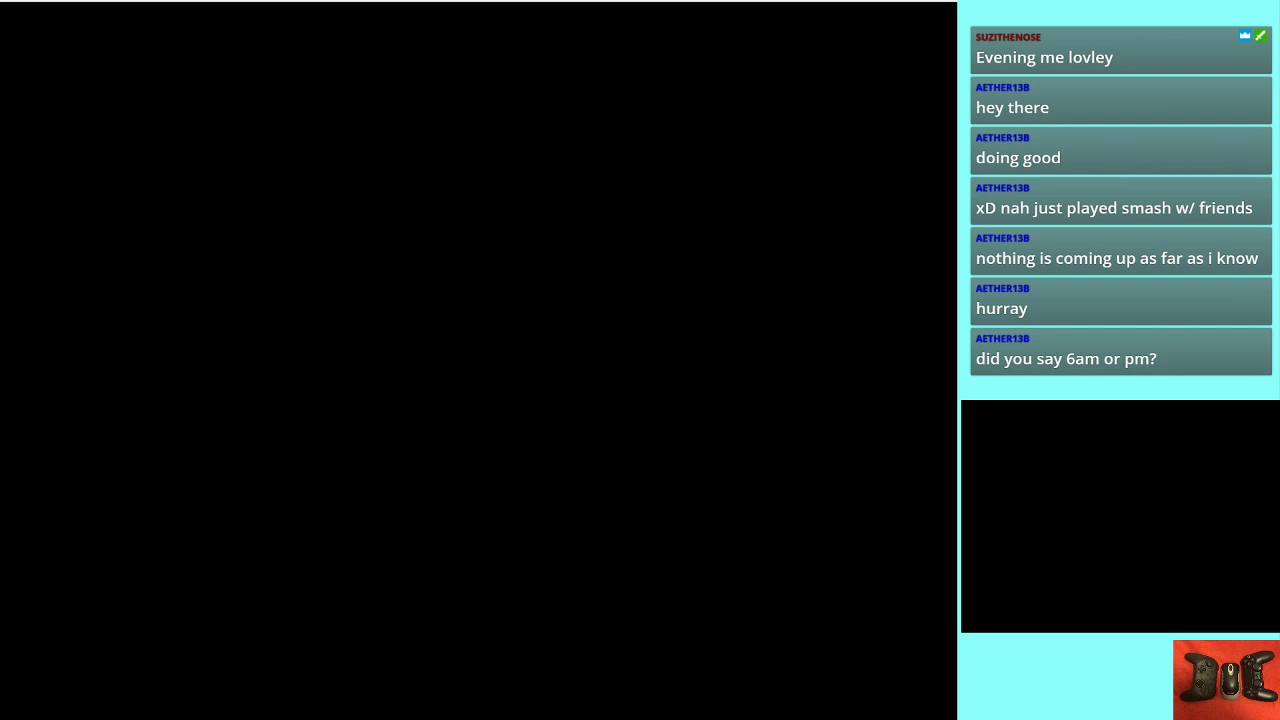 SUZITHENOSE
Evening me lovley
AETHER13B
hey there
AETHER13B
doing good
AETHER13B
xD nah just played smash w/ friends
AETHER13B
nothing is coming up as far as i know
AETHER13B
hurray
AETHER13B
did you say 6am or pm?